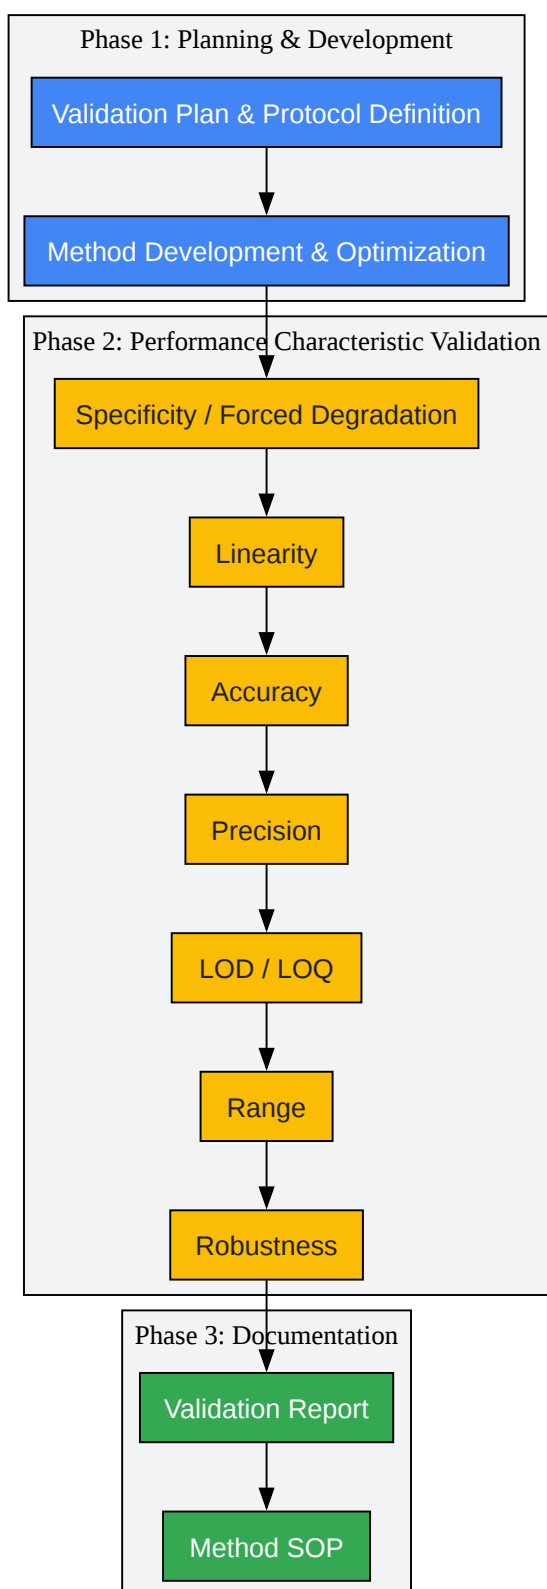 Phase 1: Planning & Development
Validation Plan & Protocol Definition
Method Development & Optimization
Phase 2: Performance Characteristic Validation
Specificity / Forced Degradation
Linearity
Accuracy
Precision
LOD / LOQ
Range
Robustness
Phase 3: Documentation
Validation Report
Method SOP